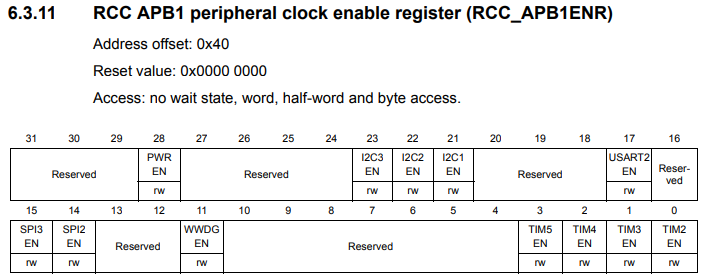 6.3.11 RCC APB1 peripheral clock enable register (RCC_APB1ENR)
Address offset: 0x40
Reset value: 0x0000 0000
Access: no wait state, word, half-word and byte access.
31 30 29 28 27 26 25 24 23 22 21 20 19 18 17 16
Reserved PWR EN Reserved I2C3 EN I2C2 EN I2C1 EN Reserved USART2 EN Reser-ved
rw rw rw rw rw
15 14 13 12 11 10 9 8 7 6 5 4 3 2 1 0
SPI3 EN SPI2 EN Reserved WWDG EN Reserved TIM5 EN TIM4 EN TIM3 EN TIM2 EN
rw rw rw rw rw rw rw